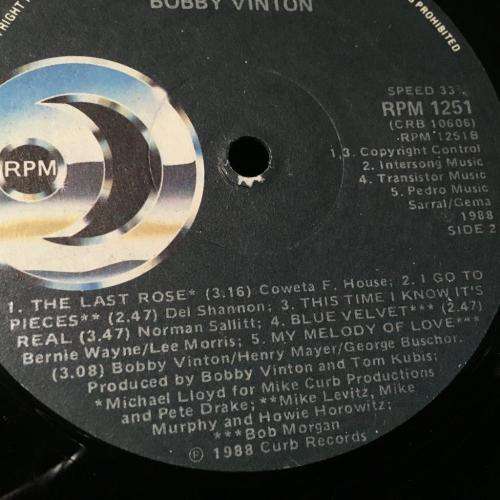 BOBBY VINTON
PROHIBITED
RPM
SPEED 33⅓
RPM 1251
(CRB 10606)
RPM 1251B
1,3. Copyright Control
2. Intersong Music
4. Transistor Music
5. Pedro Music
Sarral/Gema
℗ 1988
SIDE 2
1. THE LAST ROSE* (3.16) Coweta F. House; 2. I GO TO
PIECES** (2.47) Del Shannon; 3. THIS TIME I KNOW IT'S
REAL (3.47) Norman Sallitt; 4. BLUE VELVET*** (2.47)
Bernie Wayne/Lee Morris; 5. MY MELODY OF LOVE***
(3.08) Bobby Vinton/Henry Mayer/George Buschor.
Produced by Bobby Vinton and Tom Kubis;
*Michael Lloyd for Mike Curb Productions
and Pete Drake; **Mike Levitz, Mike
Murphy and Howie Horowitz;
***Bob Morgan
℗ 1988 Curb Records